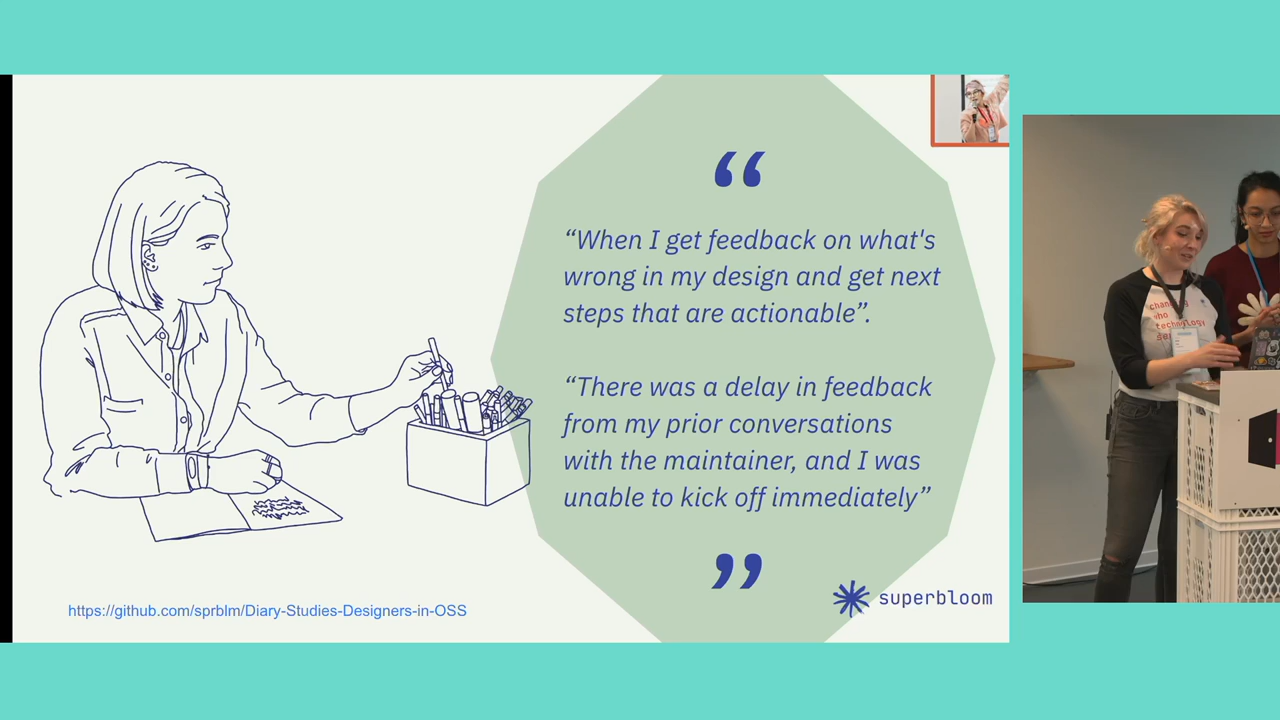 “
“When I get feedback on what's
wrong in my design and get next
steps that are actionable”.
“There was a delay in feedback
from my prior conversations
with the maintainer, and I was
unable to kick off immediately”
”
superbloom
https://github.com/sprblm/Diary-Studies-Designers-in-OSS
who
technology